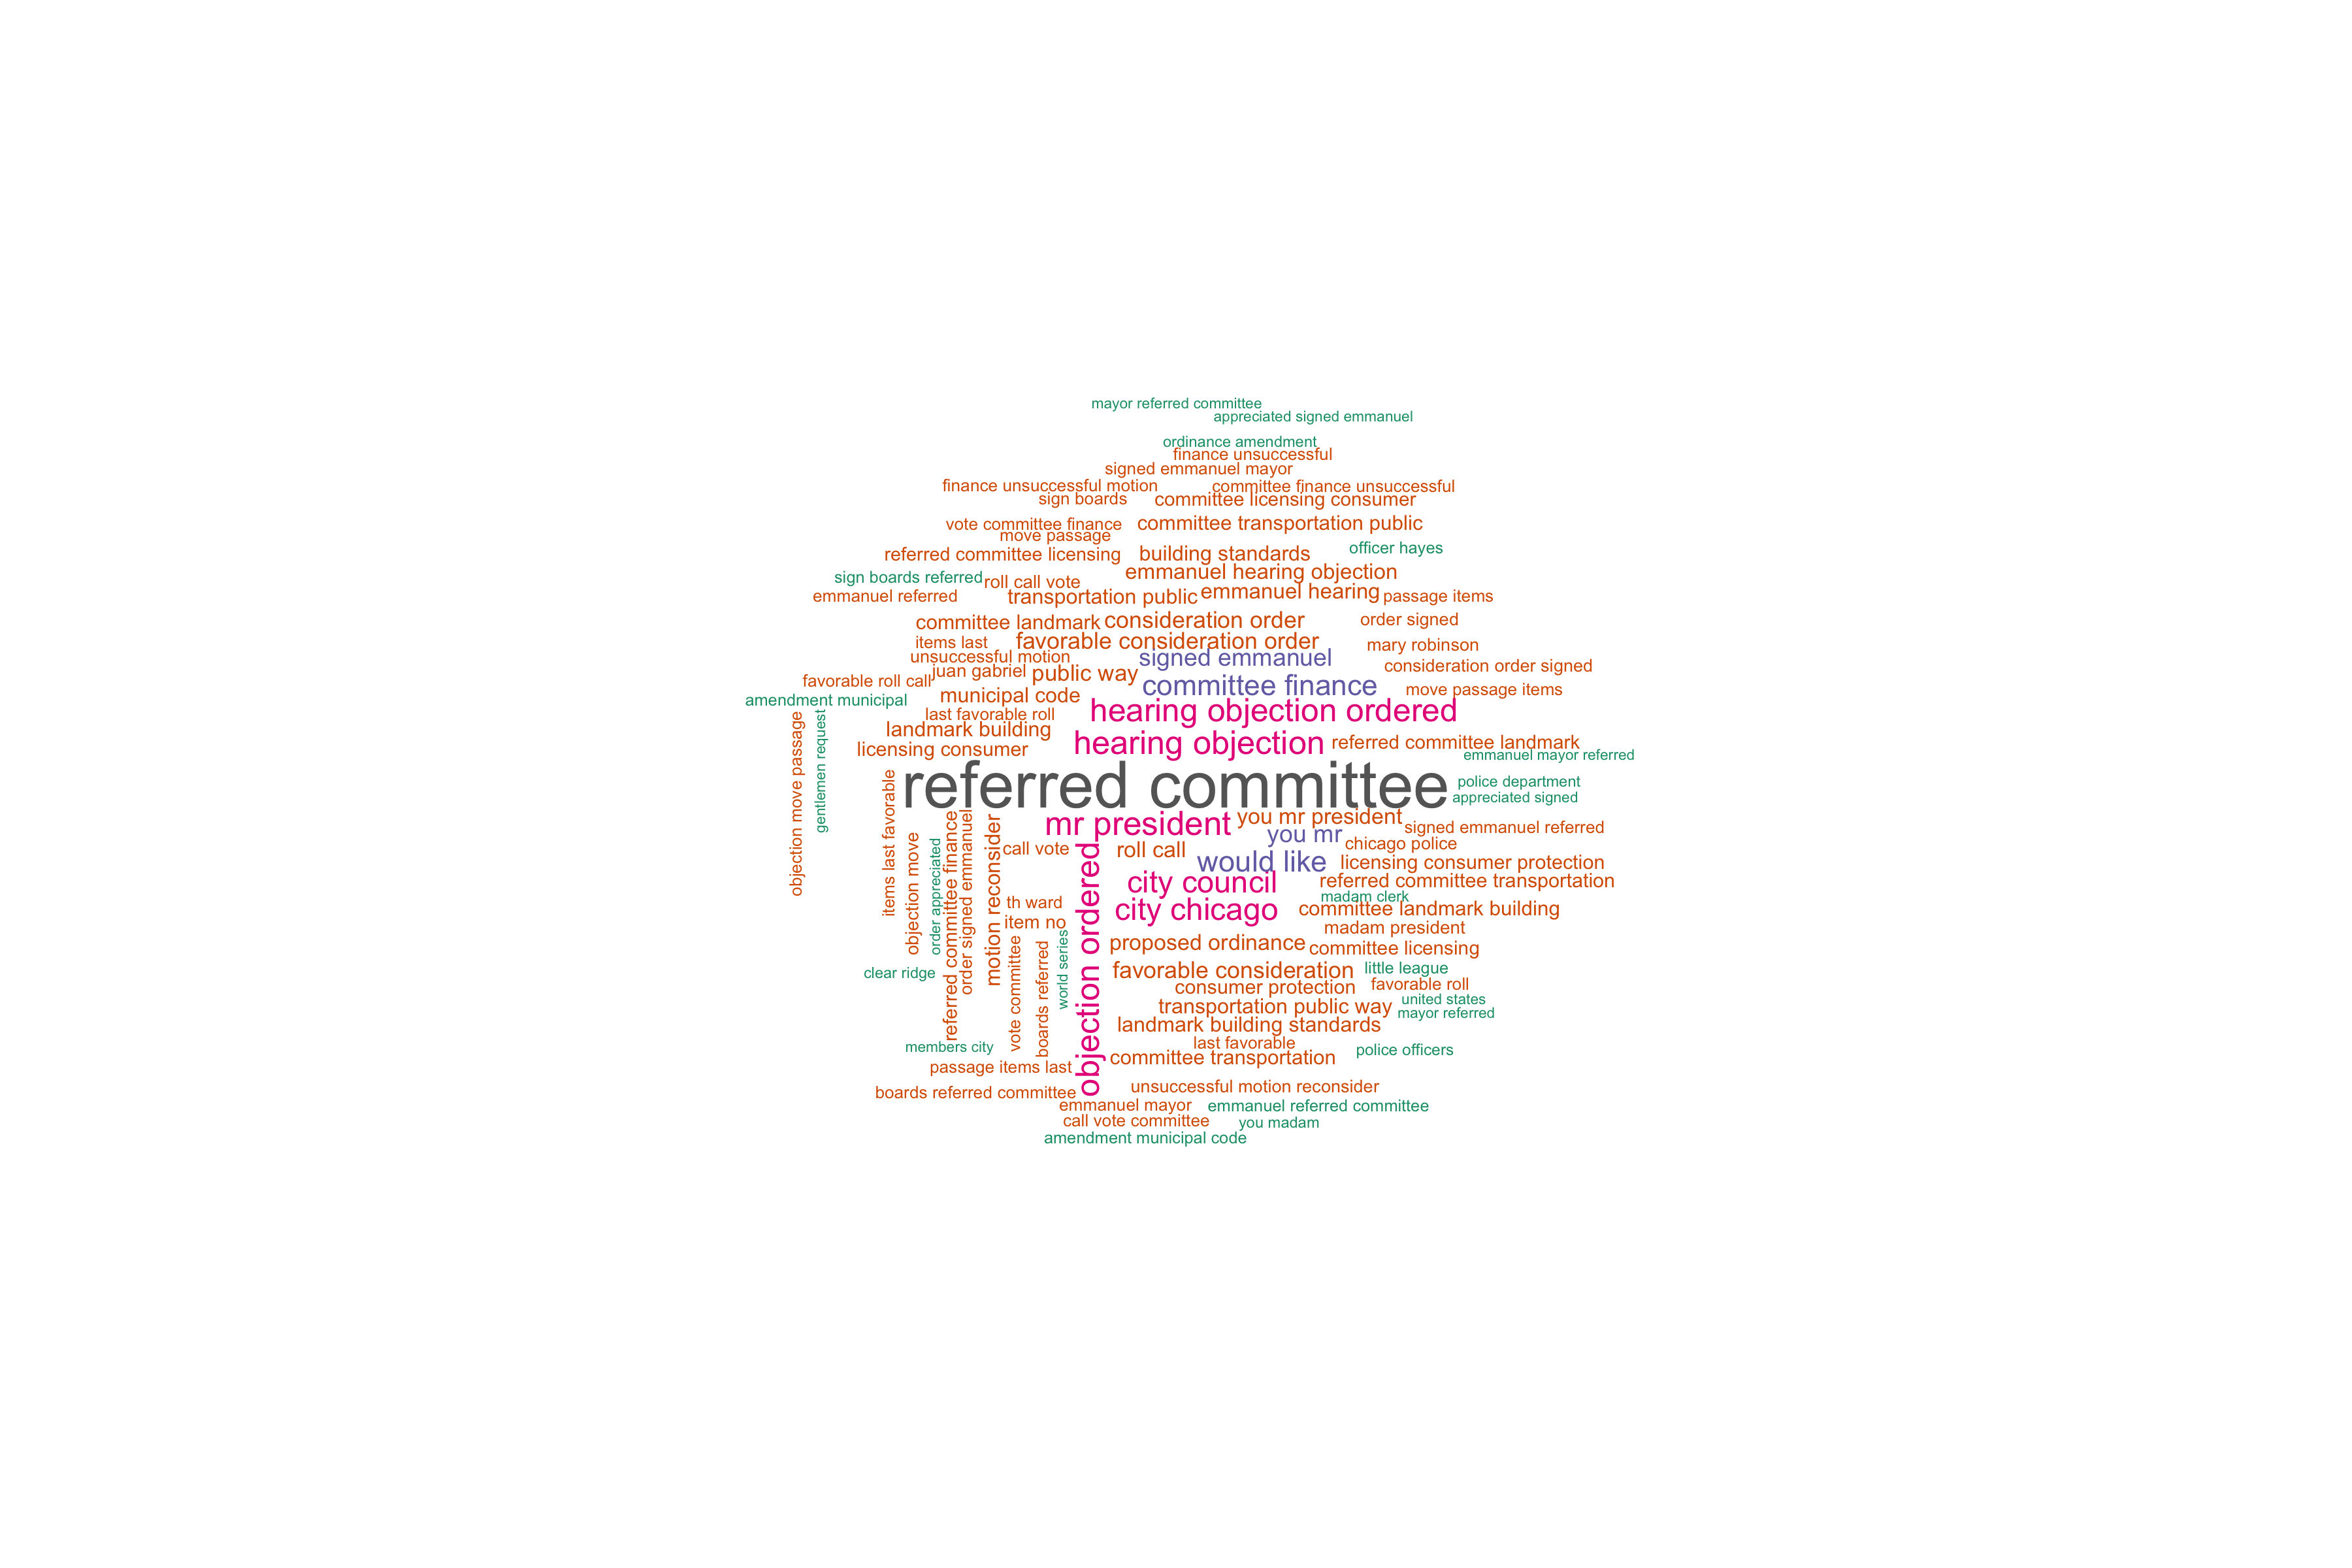 mayor referred committee
appreciated signed emmanuel
ordinance amendment
finance unsuccessful
signed emmanuel mayor
finance unsuccessful motion
committee finance unsuccessful
sign boards
committee licensing consumer
vote committee finance
committee transportation public
move passage
referred committee licensing
building standards
officer hayes
emmanuel hearing objection
sign boards referred
roll call vote
emmanuel referred
transportation public
emmanuel hearing
passage items
committee landmark
consideration order
order signed
items last
favorable consideration order
mary robinson
unsuccessful motion
signed emmanuel
consideration order signed
juan gabriel
public way
favorable roll call
committee finance
move passage items
amendment municipal
municipal code
hearing objection ordered
last favorable roll
landmark building
hearing objection
referred committee landmark
licensing consumer
emmanuel mayor referred
objection move passage
gentlemen request
referred committee
police department
appreciated signed
mr president
you mr president
signed emmanuel referred
you mr
chicago police
items last favorable
objection move
order appreciated
referred committee finance
order signed emmanuel
motion reconsider
call vote
roll call
would like
licensing consumer protection
city council
referred committee transportation
madam clerk
th ward
city chicago
committee landmark building
item no
madam president
objection ordered
proposed ordinance
committee licensing
vote committee
boards referred
world series
clear ridge
favorable consideration
little league
consumer protection
favorable roll
transportation public way
united states
mayor referred
landmark building standards
members city
last favorable
police officers
committee transportation
passage items last
boards referred committee
unsuccessful motion reconsider
emmanuel mayor
emmanuel referred committee
call vote committee
you madam
amendment municipal code